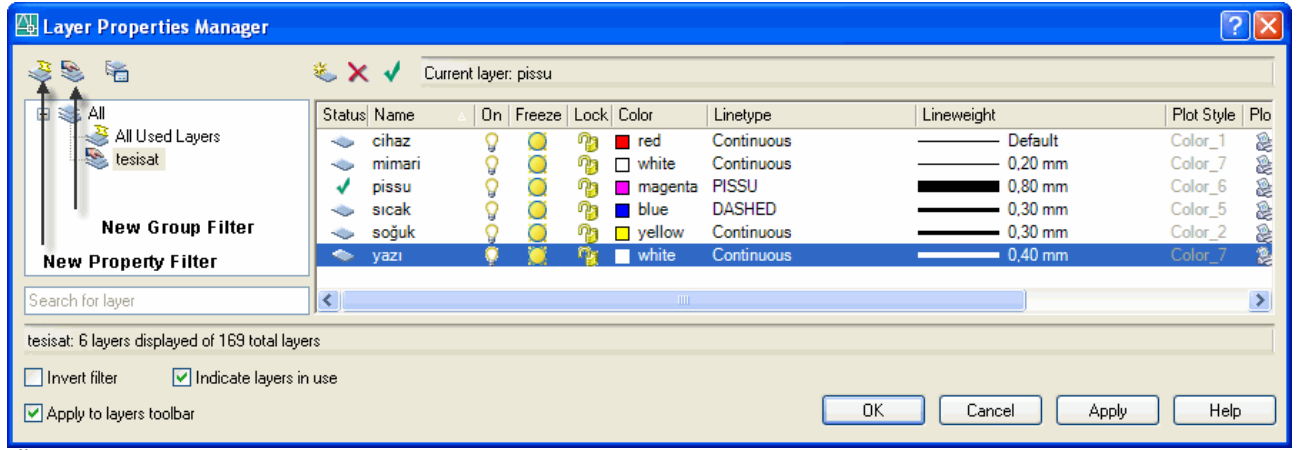 Layer Properties Manager
Current layer: pissu
All
All Used Layers
tesisat
New Group Filter
New Property Filter
Search for layer
Status Name On Freeze Lock Color Linetype Lineweight Plot Style Plo
cihaz red Continuous Default Color_1
mimari white Continuous 0,20 mm Color_7
pissu magenta PISSU 0,80 mm Color_6
sıcak blue DASHED 0,30 mm Color_5
soğuk yellow Continuous 0,30 mm Color_2
yazı white Continuous 0,40 mm Color_7
tesisat: 6 layers displayed of 169 total layers
Invert filter Indicate layers in use
Apply to layers toolbar
OK Cancel Apply Help